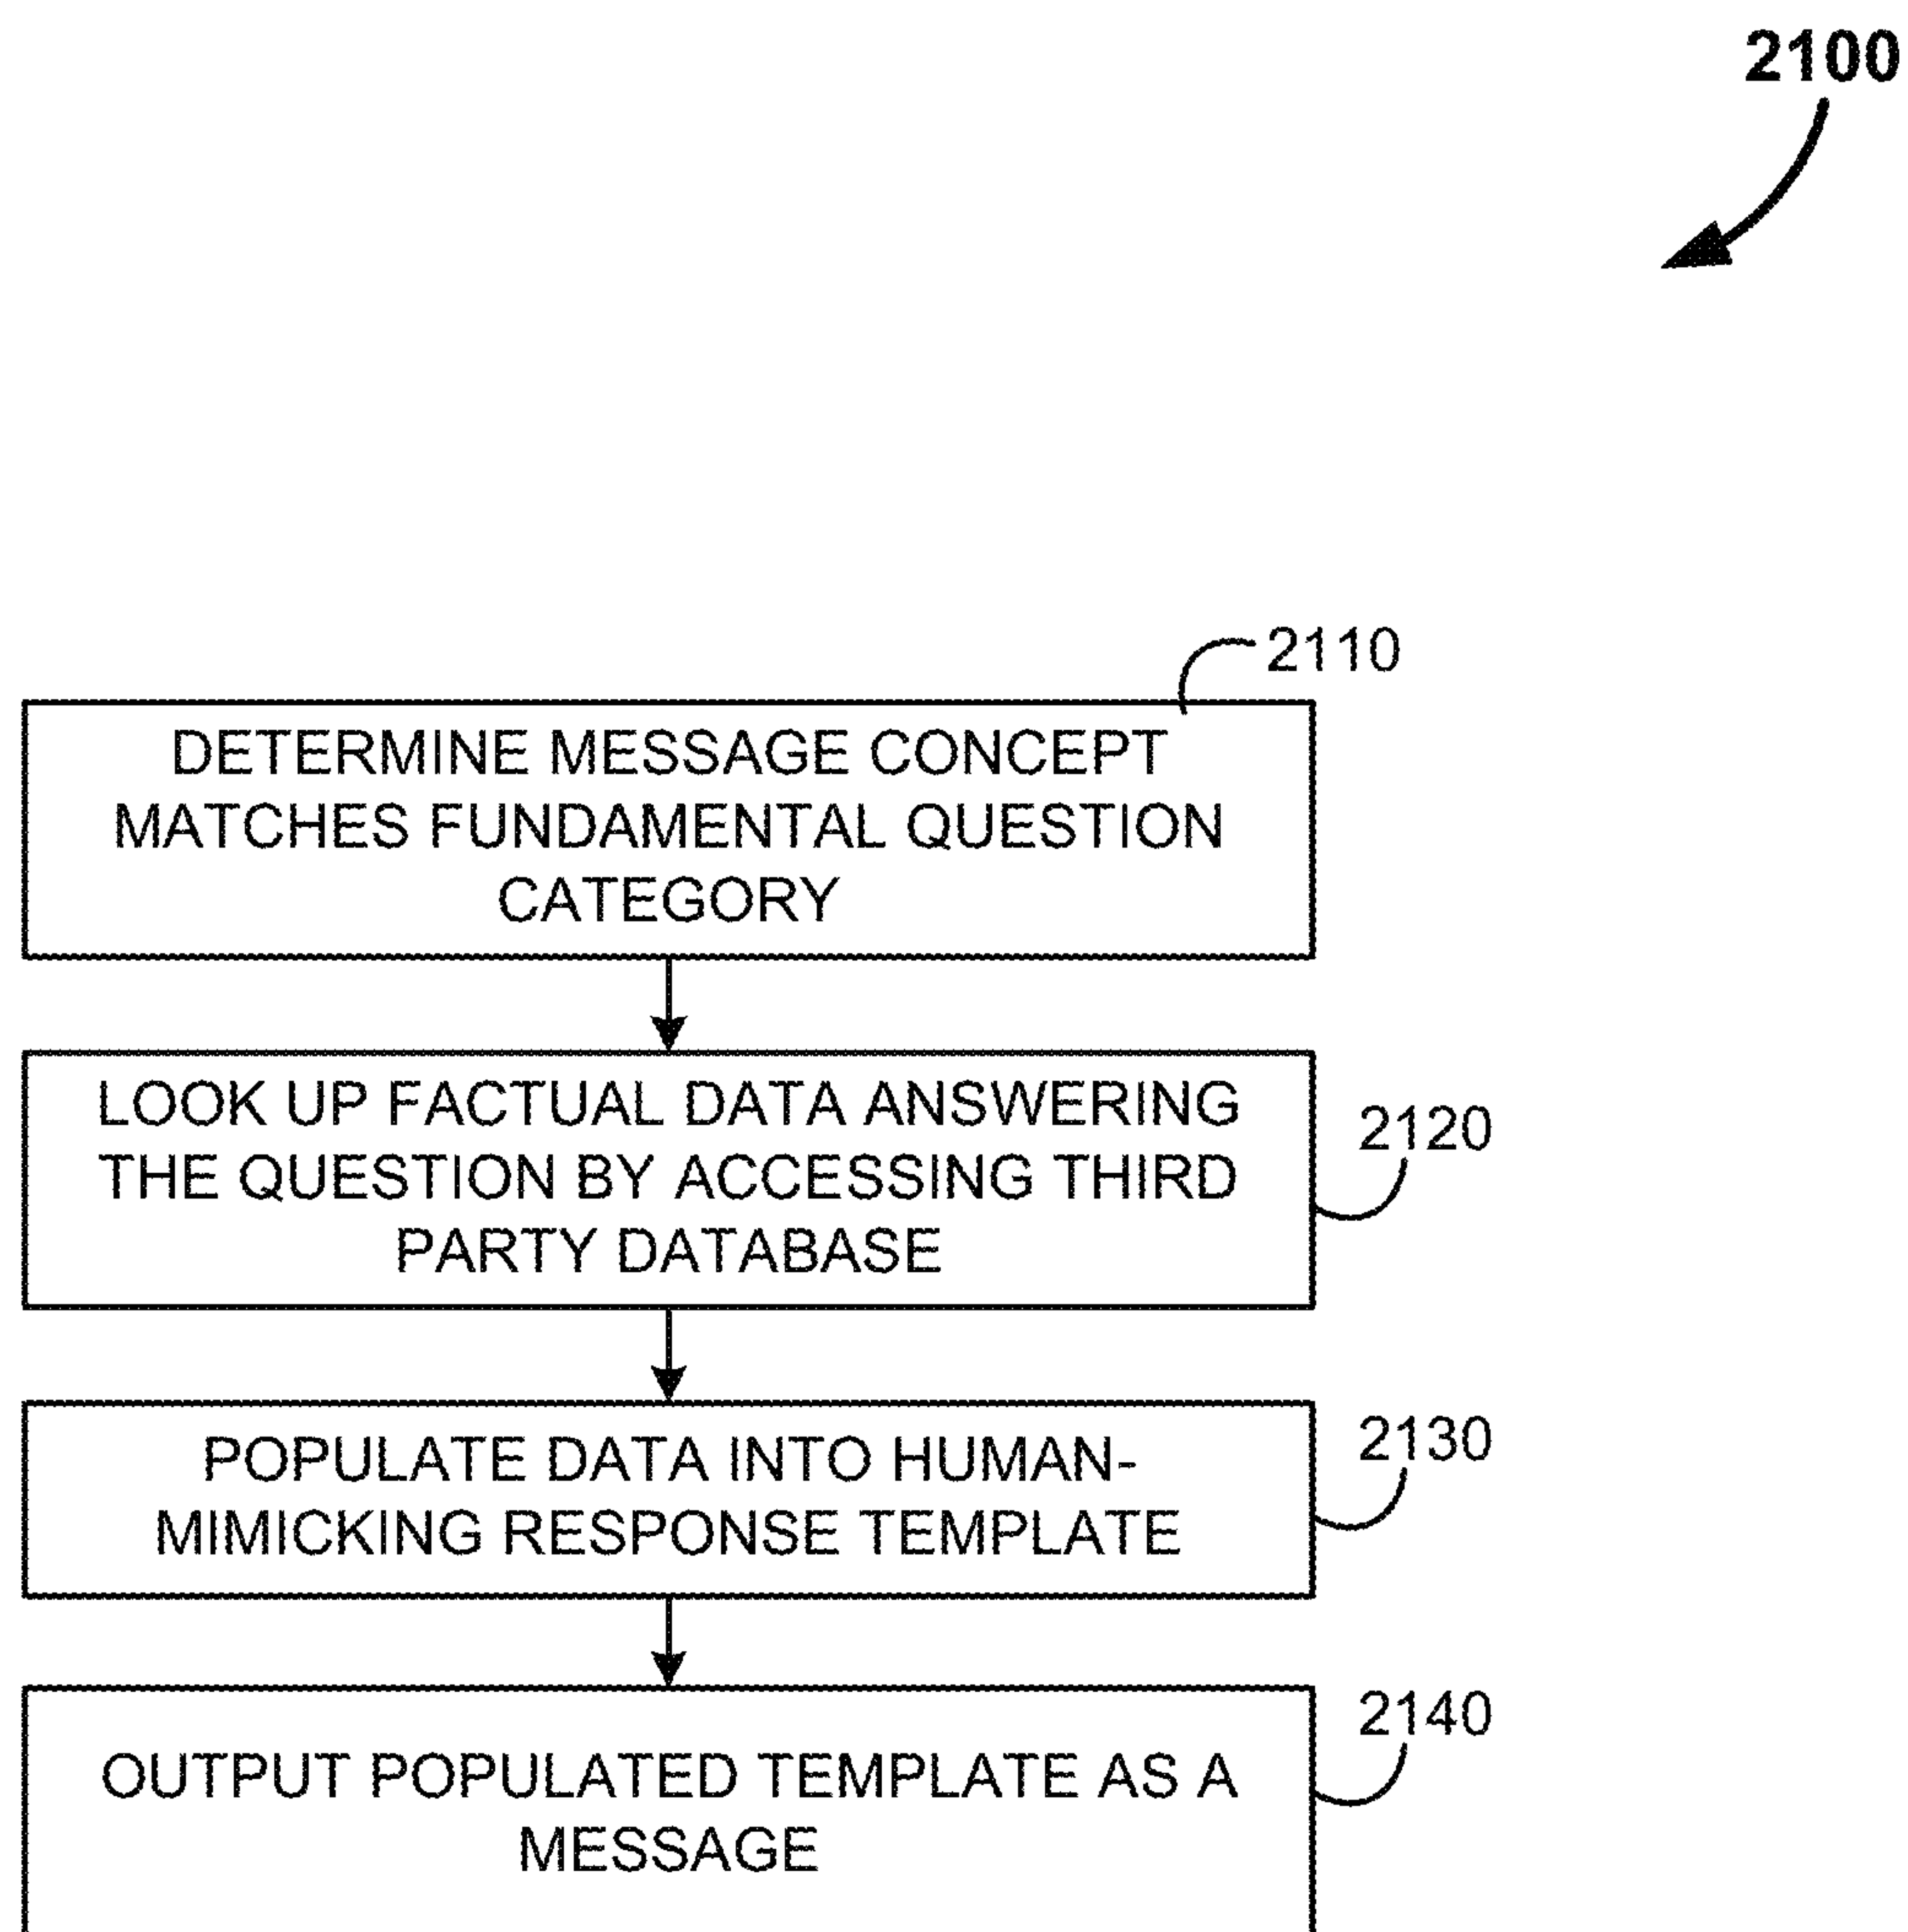 2100
2110
DETERMINE MESSAGE CONCEPT
MATCHES FUNDAMENTAL QUESTION
CATEGORY
LOOK UP FACTUAL DATA ANSWERING
THE QUESTION BY ACCESSING THIRD
PARTY DATABASE
2120
POPULATE DATA INTO HUMAN-
MIMICKING RESPONSE TEMPLATE
2130
OUTPUT POPULATED TEMPLATE AS A
MESSAGE
2140